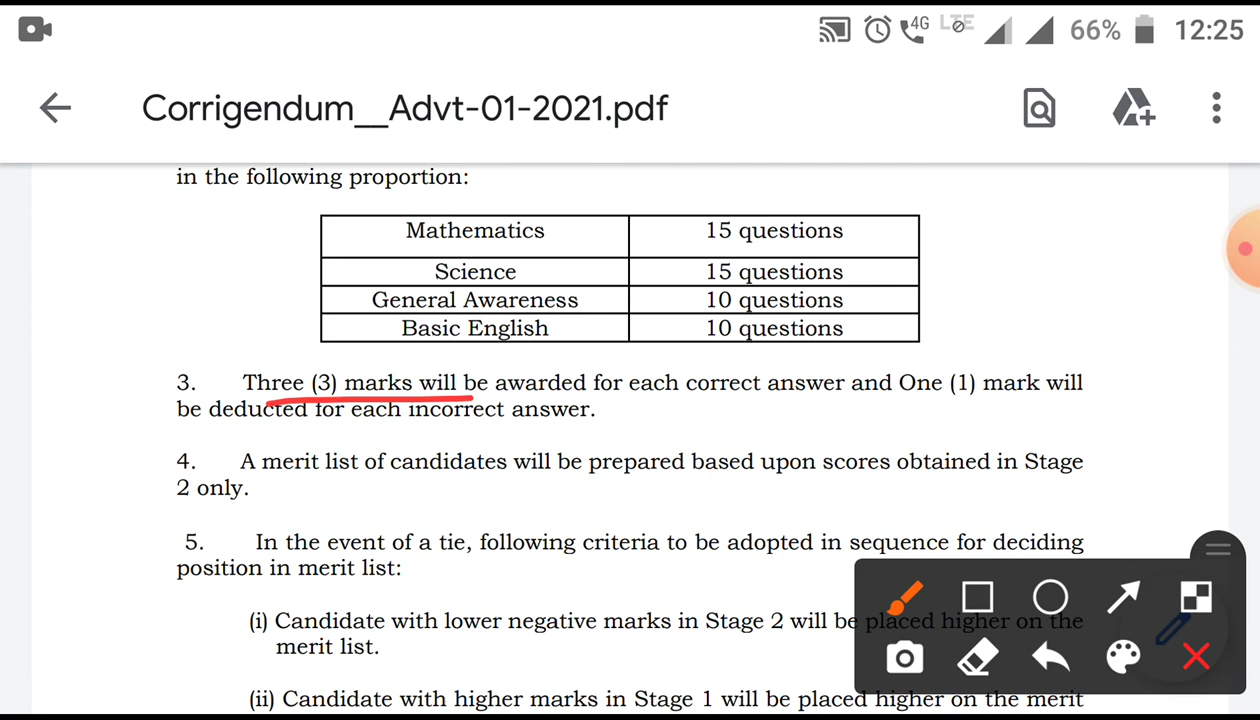 4G LTE 66% 12:25
Corrigendum__Advt-01-2021.pdf
in the following proportion:
Mathematics 15 questions
Science 15 questions
General Awareness 10 questions
Basic English 10 questions
3. Three (3) marks will be awarded for each correct answer and One (1) mark will
be deducted for each incorrect answer.
4. A merit list of candidates will be prepared based upon scores obtained in Stage
2 only.
5. In the event of a tie, following criteria to be adopted in sequence for deciding
position in merit list:
(i) Candidate with lower negative marks in Stage 2 will be placed higher on the
merit list.
(ii) Candidate with higher marks in Stage 1 will be placed higher on the merit